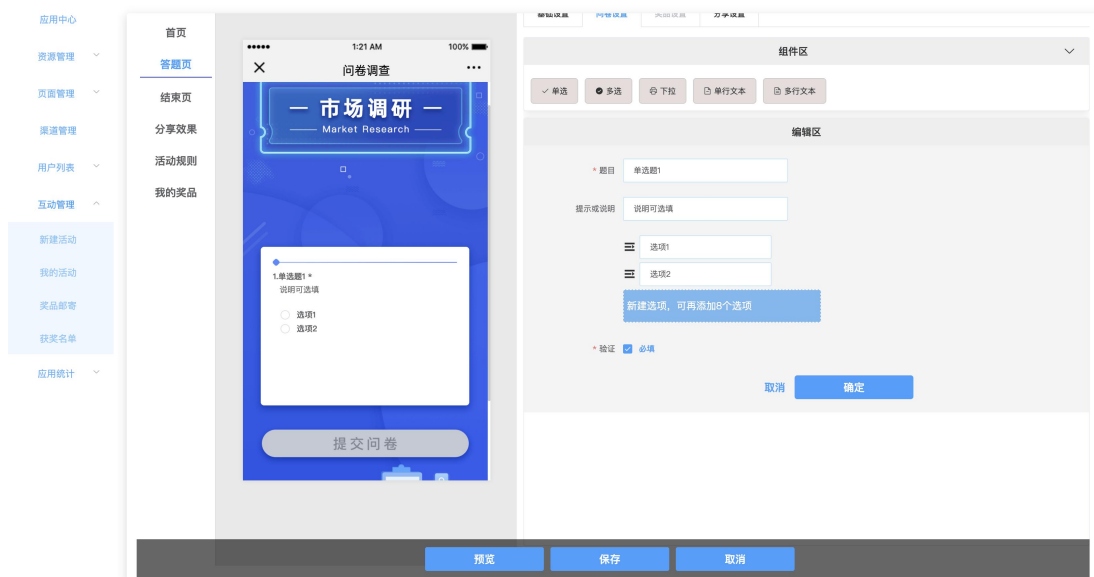 应用中心
资源管理
页面管理
渠道管理
用户列表
互动管理
新建活动
我的活动
奖品邮寄
获奖名单
应用统计
首页
答题页
结束页
分享效果
活动规则
我的奖品
1:21 AM
100%
问卷调查
市场调研
Market Research
1.单选题1 *
说明可选填
选项1
选项2
提交问卷
基础设置 问卷设置 奖品设置 分享设置
组件区
单选 多选 下拉 单行文本 多行文本
编辑区
* 题目 单选题1
提示或说明 说明可选填
选项1
选项2
新建选项，可再添加8个选项
* 验证 必填
取消 确定
预览 保存 取消